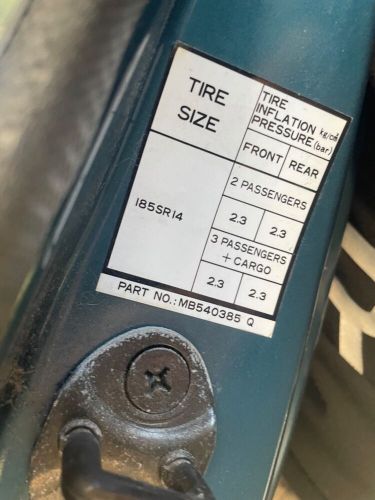 TIRE SIZE
TIRE INFLATION PRESSURE kg/cm² (bar)
FRONT REAR
185SR14
2 PASSENGERS
2.3 2.3
3 PASSENGERS + CARGO
2.3 2.3
PART NO.: MB540385 Q